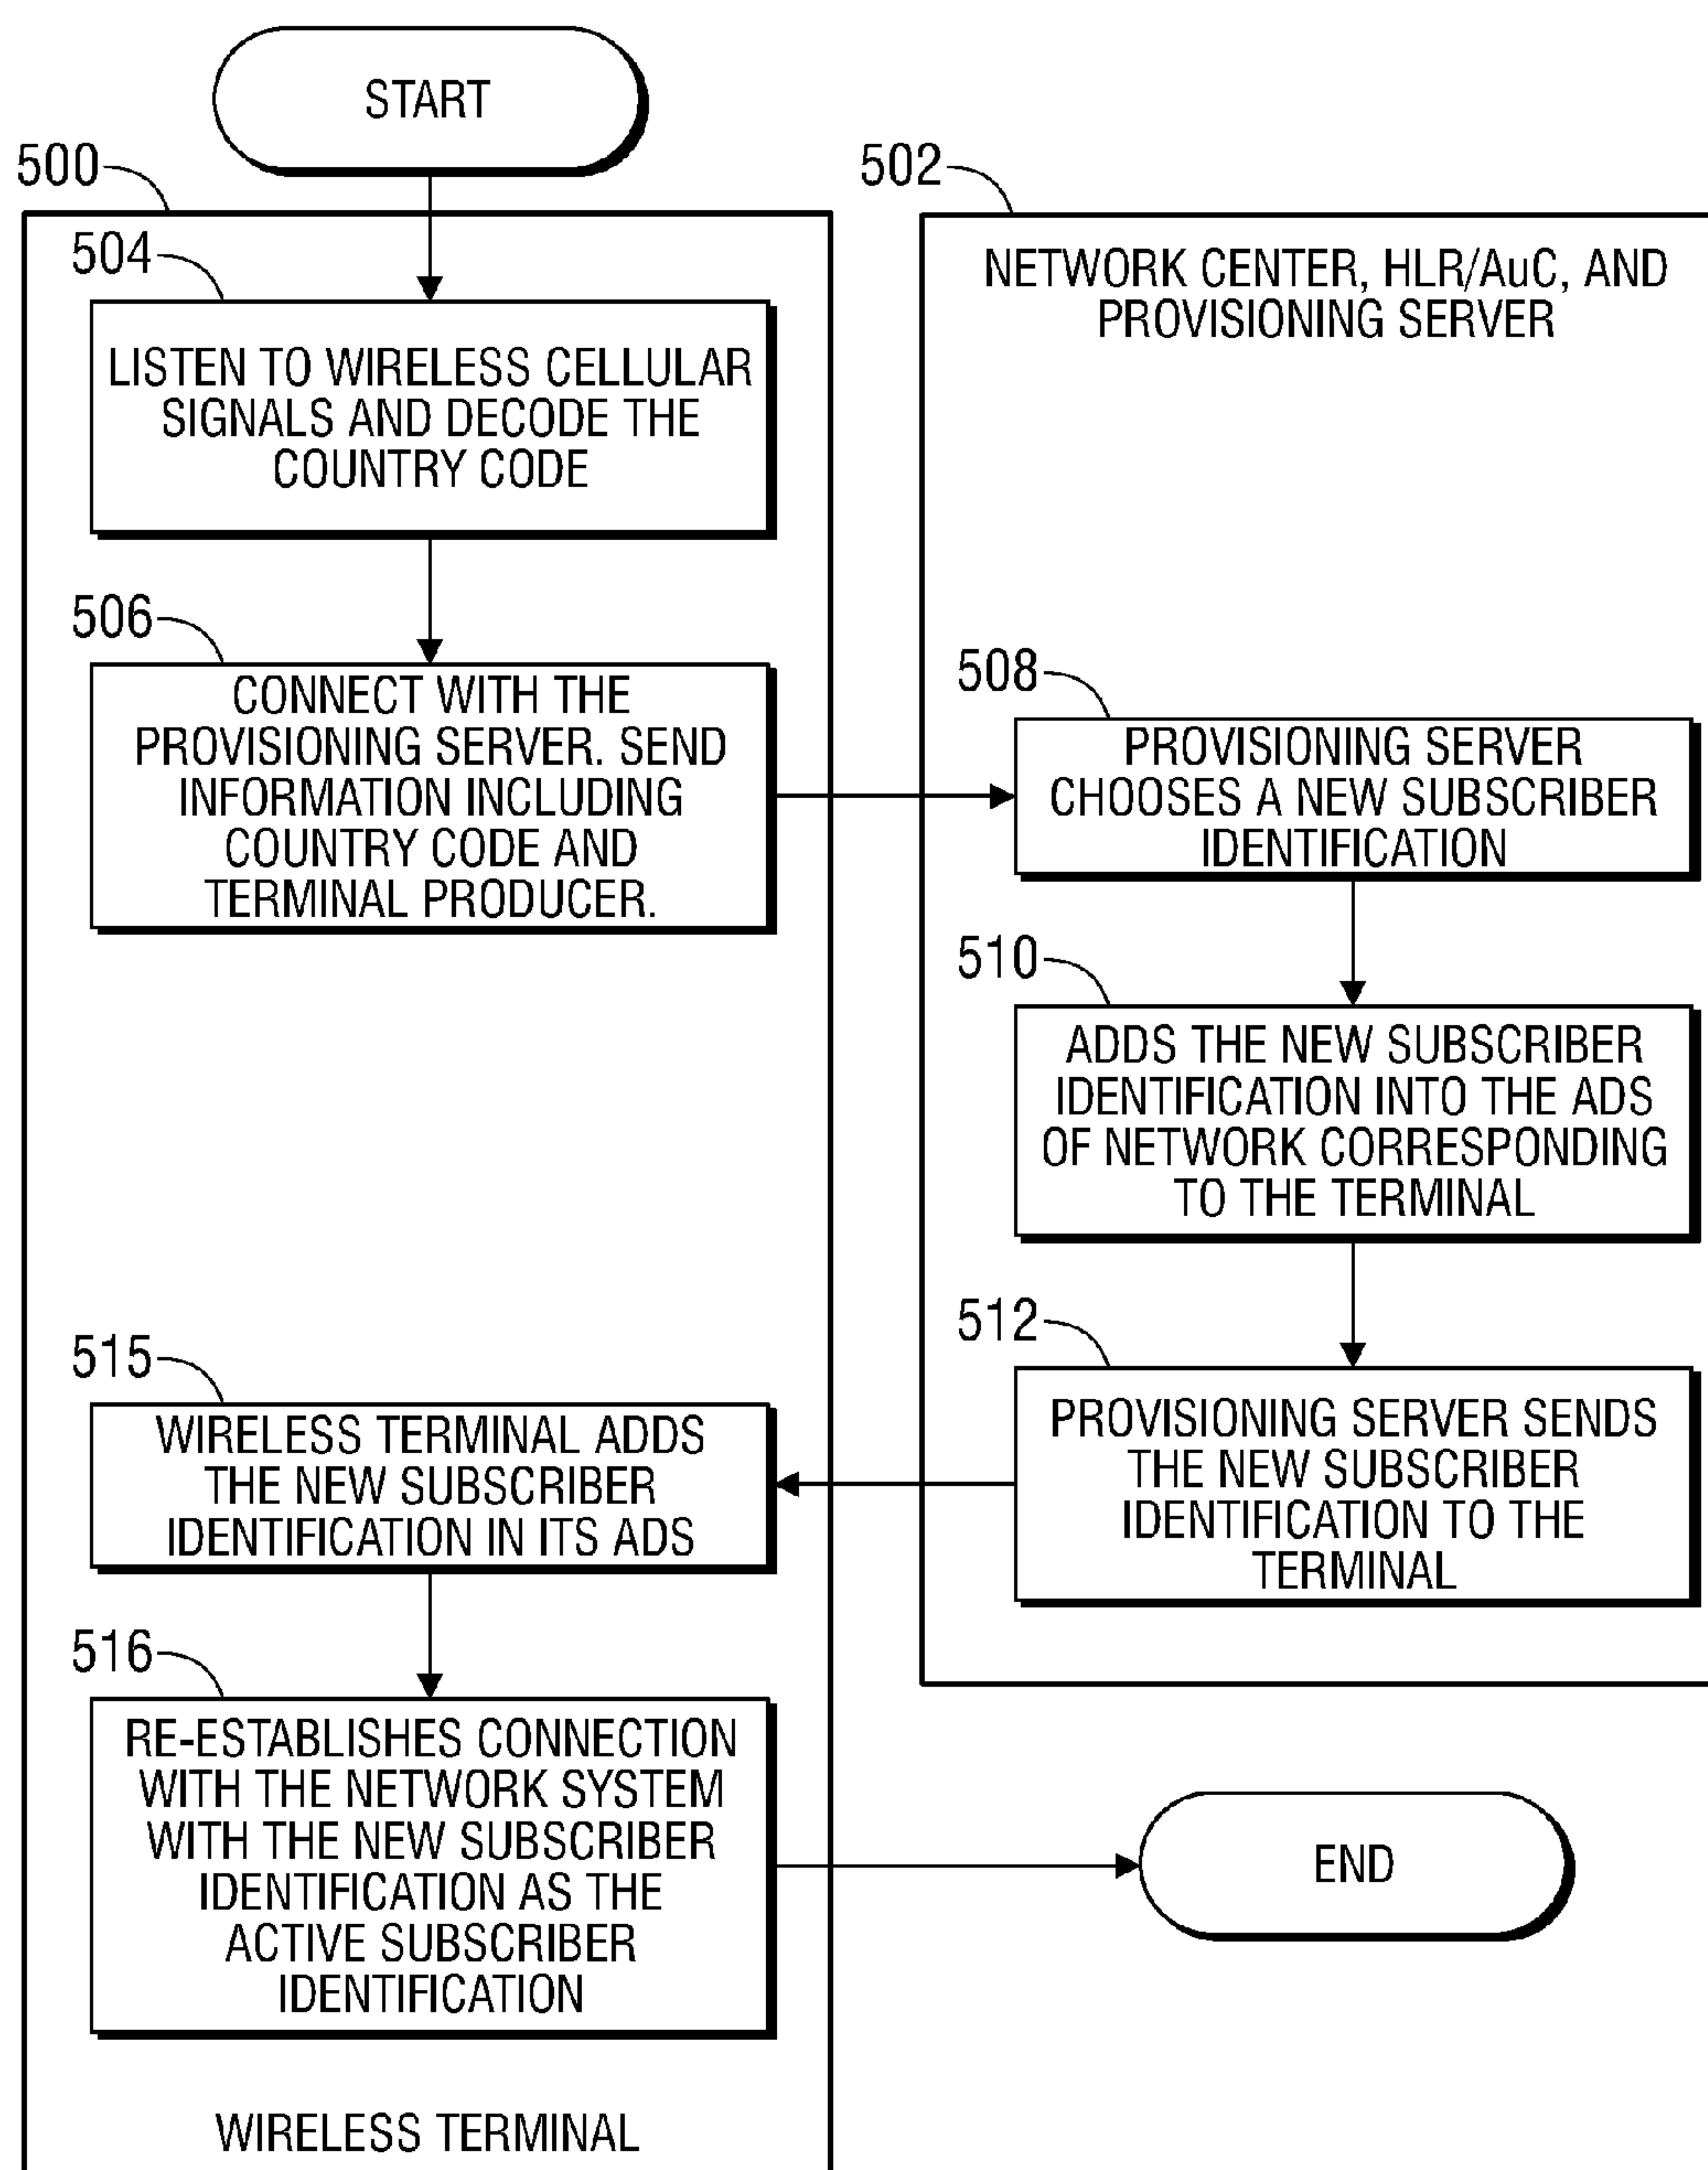 START
500
504
LISTEN TO WIRELESS CELLULAR
SIGNALS AND DECODE THE
COUNTRY CODE
506
CONNECT WITH THE
PROVISIONING SERVER. SEND
INFORMATION INCLUDING
COUNTRY CODE AND
TERMINAL PRODUCER.
502
NETWORK CENTER, HLR/AuC, AND
PROVISIONING SERVER
508
PROVISIONING SERVER
CHOOSES A NEW SUBSCRIBER
IDENTIFICATION
510
ADDS THE NEW SUBSCRIBER
IDENTIFICATION INTO THE ADS
OF NETWORK CORRESPONDING
TO THE TERMINAL
512
PROVISIONING SERVER SENDS
THE NEW SUBSCRIBER
IDENTIFICATION TO THE
TERMINAL
515
WIRELESS TERMINAL ADDS
THE NEW SUBSCRIBER
IDENTIFICATION IN ITS ADS
516
RE-ESTABLISHES CONNECTION
WITH THE NETWORK SYSTEM
WITH THE NEW SUBSCRIBER
IDENTIFICATION AS THE
ACTIVE SUBSCRIBER
IDENTIFICATION
WIRELESS TERMINAL
END